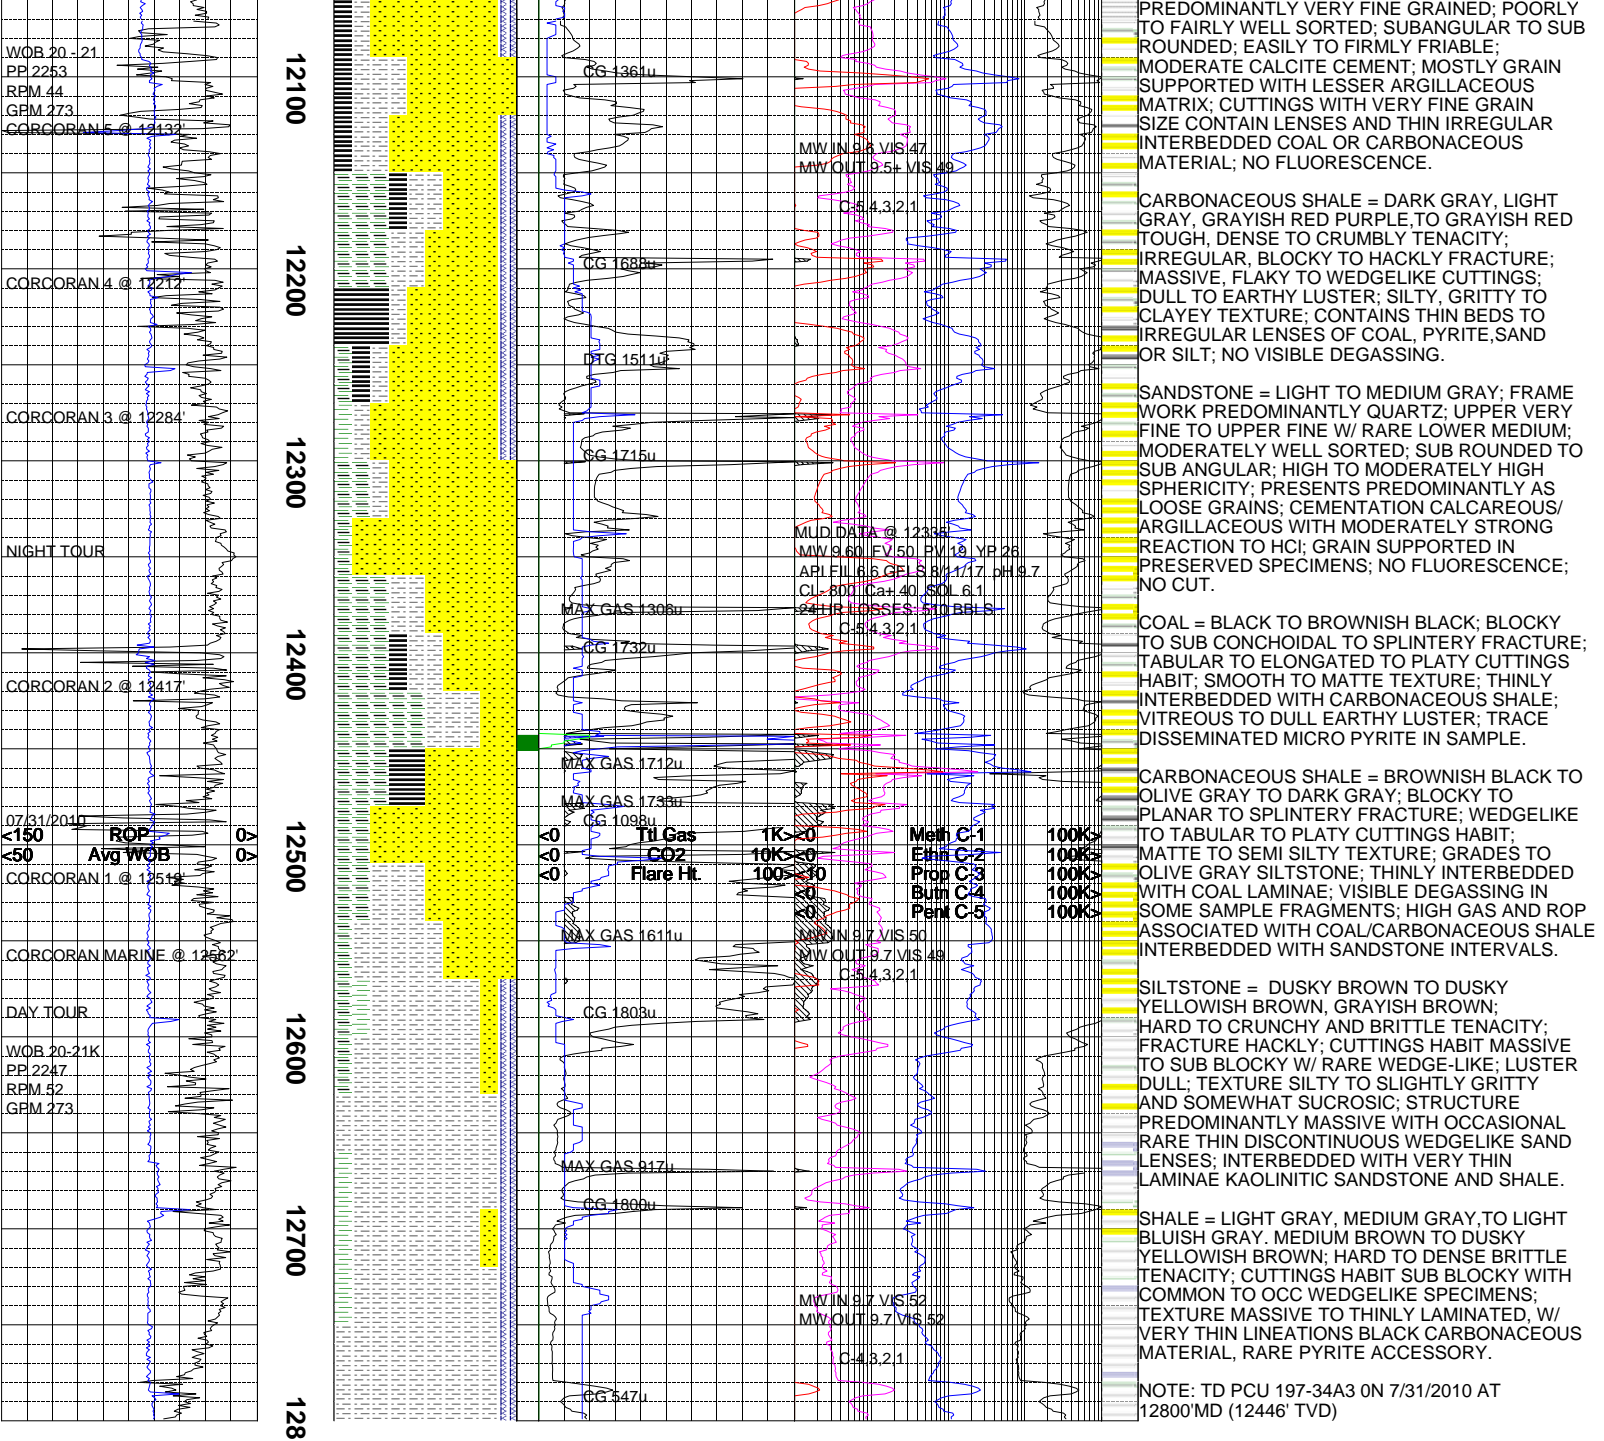 WOB 20 - 21
PP 2253
RPM 44
GPM 273
CORCORAN 5 @ 12132'
CORCORAN 4 @ 12212'
CORCORAN 3 @ 12284'
NIGHT TOUR
CORCORAN 2 @ 12417'
07/31/2010
<150 ROP 0>
<50 Avg WOB 0>
CORCORAN 1 @ 12519'
CORCORAN MARINE @ 12562'
DAY TOUR
WOB 20-21K
PP 2247
RPM 52
GPM 273
12100
12200
12300
12400
12500
12600
12700
128
CG 1361u
CG 1688u
DTG 1511u
CG 1715u
MAX GAS 1306u
CG 1732u
MAX GAS 1712u
MAX GAS 1733u
CG 1098u
<0 Ttl Gas 1K>
<0 CO2 10K>
<0 Flare Ht. 100>
MAX GAS 1611u
CG 1803u
MAX GAS 917u
CG 1800u
CG 547u
MW IN 9.6 VIS 47
MW OUT 9.5+ VIS 49
C-5,4,3,2,1
MUD DATA @ 12335'
MW 9.60 FV 50 PV 19 YP 26
API FIL 6.6 GELS 8/11/17 pH 9.7
CL- 800 Ca+ 40 SOL 6.1
24 HR LOSSES: 510 BBLS
C-5,4,3,2,1
<0 Meth C-1 100K>
<0 Ethn C-2 100K>
<10 Prop C-3 100K>
<0 Butn C-4 100K>
<0 Pent C-5 100K>
MW IN 9.7 VIS 50
MW OUT 9.7 VIS 49
C-5,4,3,2,1
MW IN 9.7 VIS 52
MW OUT 9.7 VIS 52
C-4,3,2,1
PREDOMINANTLY VERY FINE GRAINED; POORLY
TO FAIRLY WELL SORTED; SUBANGULAR TO SUB
ROUNDED; EASILY TO FIRMLY FRIABLE;
MODERATE CALCITE CEMENT; MOSTLY GRAIN
SUPPORTED WITH LESSER ARGILLACEOUS
MATRIX; CUTTINGS WITH VERY FINE GRAIN
SIZE CONTAIN LENSES AND THIN IRREGULAR
INTERBEDDED COAL OR CARBONACEOUS
MATERIAL; NO FLUORESCENCE.
CARBONACEOUS SHALE = DARK GRAY, LIGHT
GRAY, GRAYISH RED PURPLE,TO GRAYISH RED
TOUGH, DENSE TO CRUMBLY TENACITY;
IRREGULAR, BLOCKY TO HACKLY FRACTURE;
MASSIVE, FLAKY TO WEDGELIKE CUTTINGS;
DULL TO EARTHY LUSTER; SILTY, GRITTY TO
CLAYEY TEXTURE; CONTAINS THIN BEDS TO
IRREGULAR LENSES OF COAL, PYRITE,SAND
OR SILT; NO VISIBLE DEGASSING.
SANDSTONE = LIGHT TO MEDIUM GRAY; FRAME
WORK PREDOMINANTLY QUARTZ; UPPER VERY
FINE TO UPPER FINE W/ RARE LOWER MEDIUM;
MODERATELY WELL SORTED; SUB ROUNDED TO
SUB ANGULAR; HIGH TO MODERATELY HIGH
SPHERICITY; PRESENTS PREDOMINANTLY AS
LOOSE GRAINS; CEMENTATION CALCAREOUS/
ARGILLACEOUS WITH MODERATELY STRONG
REACTION TO HCl; GRAIN SUPPORTED IN
PRESERVED SPECIMENS; NO FLUORESCENCE;
NO CUT.
COAL = BLACK TO BROWNISH BLACK; BLOCKY
TO SUB CONCHOIDAL TO SPLINTERY FRACTURE;
TABULAR TO ELONGATED TO PLATY CUTTINGS
HABIT; SMOOTH TO MATTE TEXTURE; THINLY
INTERBEDDED WITH CARBONACEOUS SHALE;
VITREOUS TO DULL EARTHY LUSTER; TRACE
DISSEMINATED MICRO PYRITE IN SAMPLE.
CARBONACEOUS SHALE = BROWNISH BLACK TO
OLIVE GRAY TO DARK GRAY; BLOCKY TO
PLANAR TO SPLINTERY FRACTURE; WEDGELIKE
TO TABULAR TO PLATY CUTTINGS HABIT;
MATTE TO SEMI SILTY TEXTURE; GRADES TO
OLIVE GRAY SILTSTONE; THINLY INTERBEDDED
WITH COAL LAMINAE; VISIBLE DEGASSING IN
SOME SAMPLE FRAGMENTS; HIGH GAS AND ROP
ASSOCIATED WITH COAL/CARBONACEOUS SHALE
INTERBEDDED WITH SANDSTONE INTERVALS.
SILTSTONE = DUSKY BROWN TO DUSKY
YELLOWISH BROWN, GRAYISH BROWN;
HARD TO CRUNCHY AND BRITTLE TENACITY;
FRACTURE HACKLY; CUTTINGS HABIT MASSIVE
TO SUB BLOCKY W/ RARE WEDGE-LIKE; LUSTER
DULL; TEXTURE SILTY TO SLIGHTLY GRITTY
AND SOMEWHAT SUCROSIC; STRUCTURE
PREDOMINANTLY MASSIVE WITH OCCASIONAL
RARE THIN DISCONTINUOUS WEDGELIKE SAND
LENSES; INTERBEDDED WITH VERY THIN
LAMINAE KAOLINITIC SANDSTONE AND SHALE.
SHALE = LIGHT GRAY, MEDIUM GRAY,TO LIGHT
BLUISH GRAY. MEDIUM BROWN TO DUSKY
YELLOWISH BROWN; HARD TO DENSE BRITTLE
TENACITY; CUTTINGS HABIT SUB BLOCKY WITH
COMMON TO OCC WEDGELIKE SPECIMENS;
TEXTURE MASSIVE TO THINLY LAMINATED, W/
VERY THIN LINEATIONS BLACK CARBONACEOUS
MATERIAL, RARE PYRITE ACCESSORY.
NOTE: TD PCU 197-34A3 0N 7/31/2010 AT
12800'MD (12446' TVD)